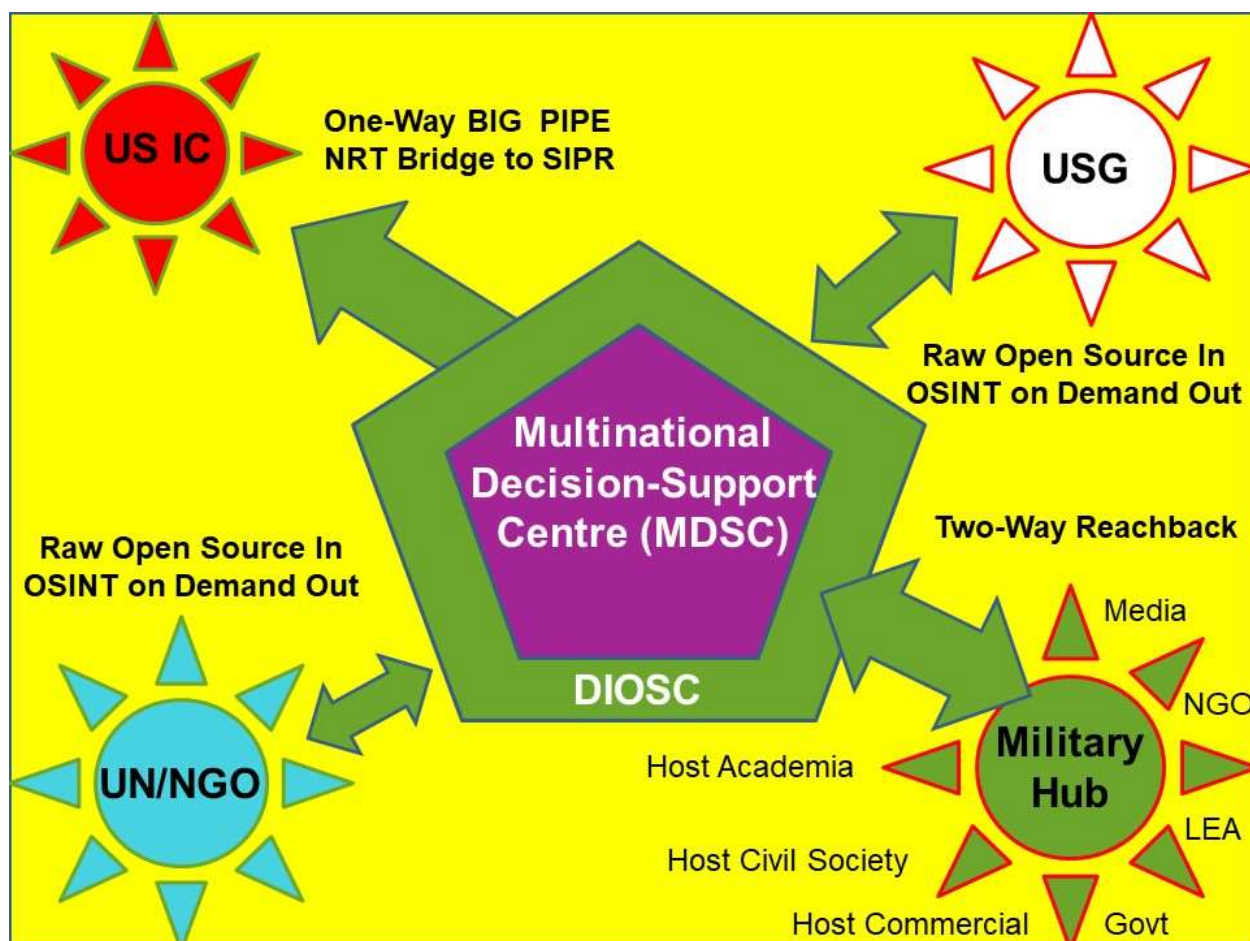 US IC
One-Way BIG PIPE
NRT Bridge to SIPR
USG
Raw Open Source In
OSINT on Demand Out
Multinational
Decision-Support
Centre (MDSC)
DIOSC
Raw Open Source In
OSINT on Demand Out
UN/NGO
Two-Way Reachback
Media
NGO
Military
Hub
Host Academia
LEA
Host Civil Society
Host Commercial
Govt